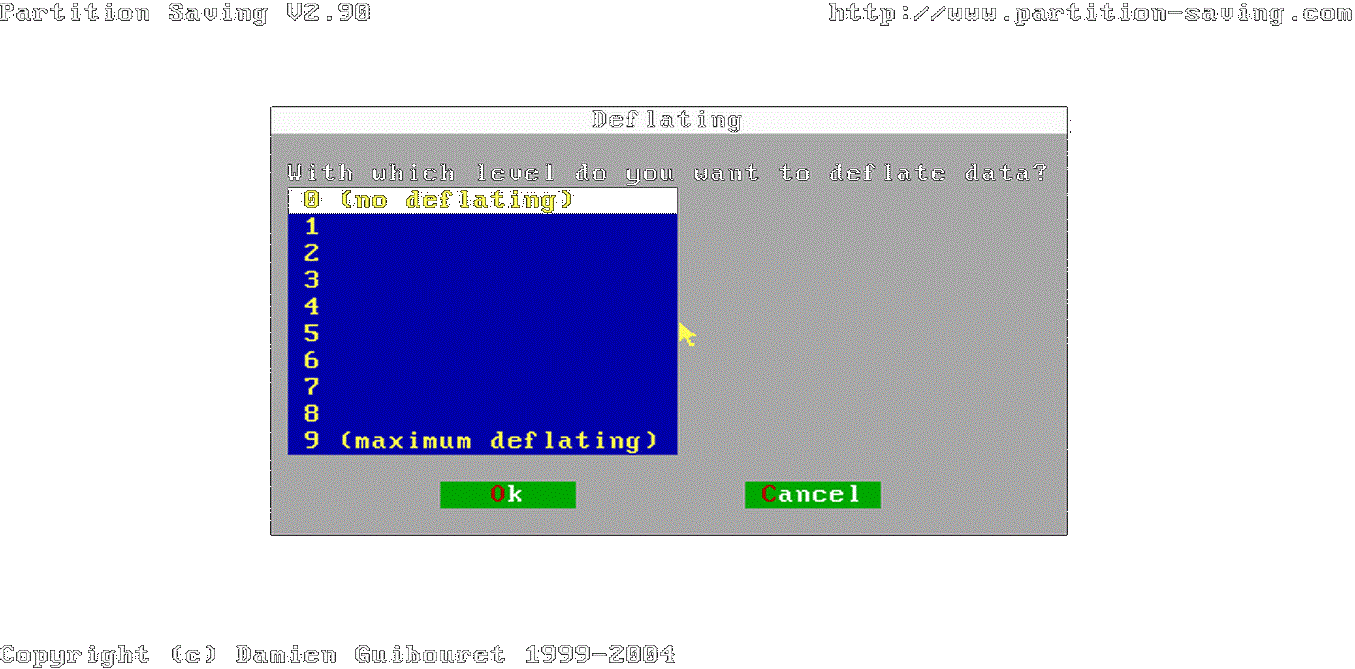 Partition Saving V2.90 http://www.partition-saving.com
Deflating
With which level do you want to deflate data?
0 (no deflating)
1
2
3
4
5
6
7
8
9 (maximum deflating)
Ok Cancel
Copyright (c) Damien Guibouret 1999-2004